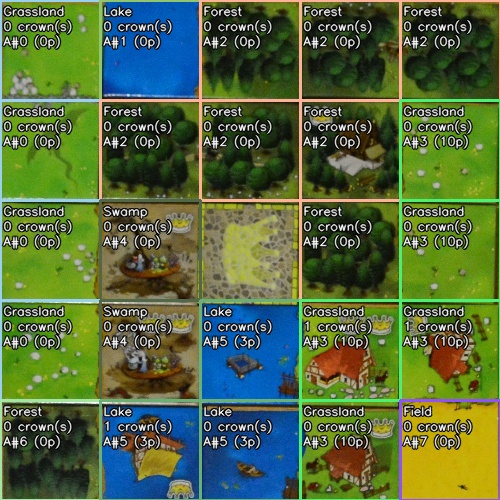 Grassland
0 crown(s)
A#0 (0p)
Lake
0 crown(s)
A#1 (0p)
Forest
0 crown(s)
A#2 (0p)
Forest
0 crown(s)
A#2 (0p)
Forest
0 crown(s)
A#2 (0p)
Grassland
0 crown(s)
A#0 (0p)
Forest
0 crown(s)
A#2 (0p)
Forest
0 crown(s)
A#2 (0p)
Forest
0 crown(s)
A#2 (0p)
Grassland
0 crown(s)
A#3 (10p)
Grassland
0 crown(s)
A#0 (0p)
Swamp
0 crown(s)
A#4 (0p)
Forest
0 crown(s)
A#2 (0p)
Grassland
0 crown(s)
A#3 (10p)
Grassland
0 crown(s)
A#0 (0p)
Swamp
0 crown(s)
A#4 (0p)
Lake
0 crown(s)
A#5 (3p)
Grassland
1 crown(s)
A#3 (10p)
Grassland
1 crown(s)
A#3 (10p)
Forest
0 crown(s)
A#6 (0p)
Lake
1 crown(s)
A#5 (3p)
Lake
0 crown(s)
A#5 (3p)
Grassland
0 crown(s)
A#3 (10p)
Field
0 crown(s)
A#7 (0p)